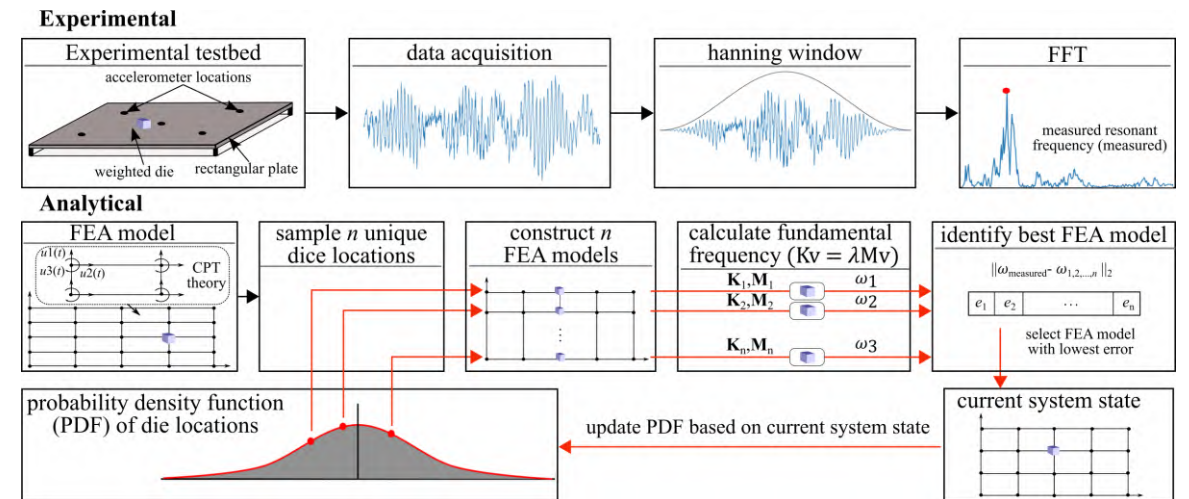 Experimental
Experimental testbed
accelerometer locations
weighted die
rectangular plate
data acquisition
hanning window
FFT
measured resonant
frequency (measured)
Analytical
FEA model
u1(t)
u3(t)
u2(t)
CPT
theory
sample n unique
dice locations
construct n
FEA models
⋮
calculate fundamental
frequency (Kv = λMv)
K₁,M₁ ω1
K₂,M₂ ω2
Kₙ,Mₙ ω3
identify best FEA model
||ω_measured- ω_1,2,...,n ||₂
e₁ e₂ ... eₙ
select FEA model
with lowest error
probability density function
(PDF) of die locations
update PDF based on current system state
current system state